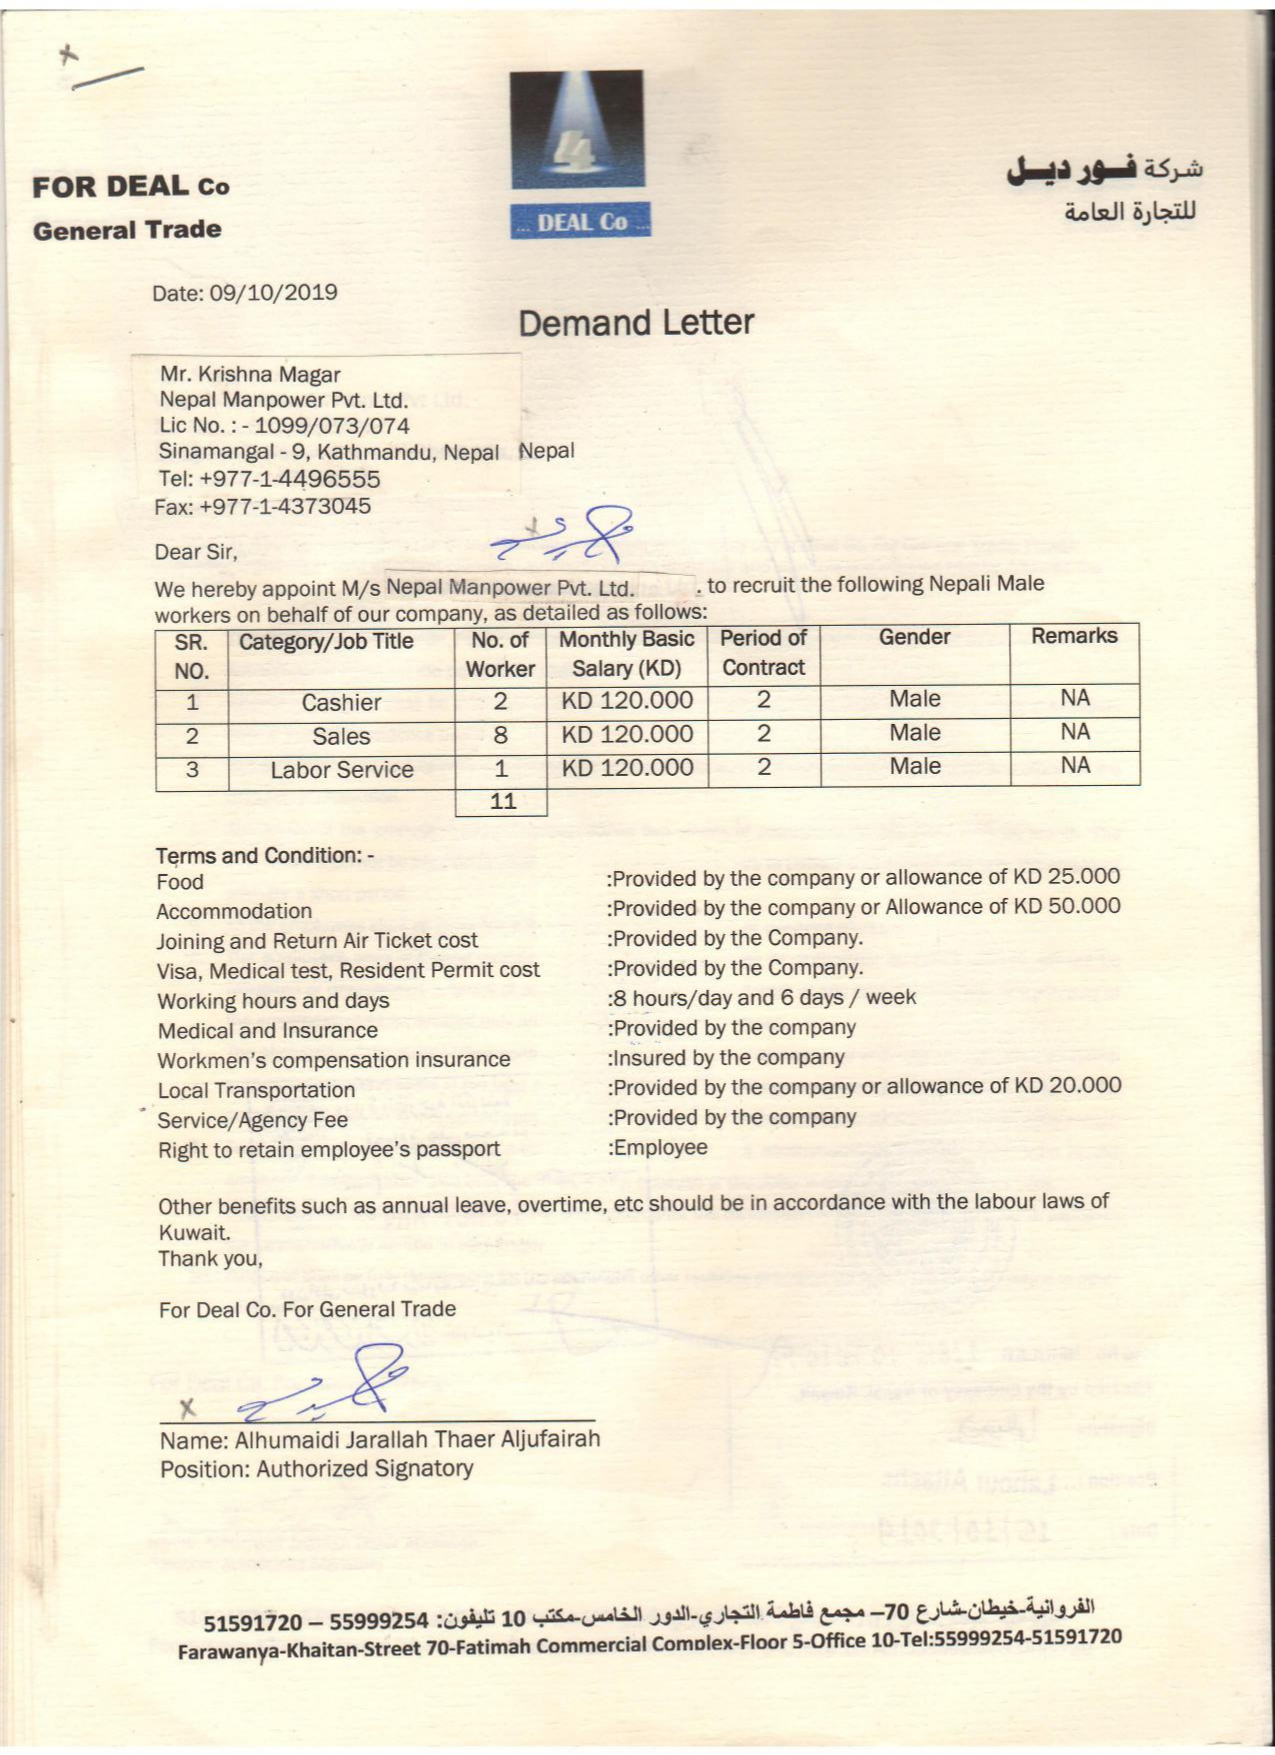 FOR DEAL Co
General Trade
4
... DEAL Co ...
شركة فور ديل
للتجارة العامة
Date: 09/10/2019
Demand Letter
Mr. Krishna Magar
Nepal Manpower Pvt. Ltd.
Lic No. : - 1099/073/074
Sinamangal - 9, Kathmandu, Nepal Nepal
Tel: +977-1-4496555
Fax: +977-1-4373045
Dear Sir,
We hereby appoint M/s Nepal Manpower Pvt. Ltd. . to recruit the following Nepali Male
workers on behalf of our company, as detailed as follows:
SR. NO. Category/Job Title No. of Worker Monthly Basic Salary (KD) Period of Contract Gender Remarks
1 Cashier 2 KD 120.000 2 Male NA
2 Sales 8 KD 120.000 2 Male NA
3 Labor Service 1 KD 120.000 2 Male NA
11
Terms and Condition: -
Food :Provided by the company or allowance of KD 25.000
Accommodation :Provided by the company or Allowance of KD 50.000
Joining and Return Air Ticket cost :Provided by the Company.
Visa, Medical test, Resident Permit cost :Provided by the Company.
Working hours and days :8 hours/day and 6 days / week
Medical and Insurance :Provided by the company
Workmen's compensation insurance :Insured by the company
Local Transportation :Provided by the company or allowance of KD 20.000
Service/Agency Fee :Provided by the company
Right to retain employee's passport :Employee
Other benefits such as annual leave, overtime, etc should be in accordance with the labour laws of
Kuwait.
Thank you,
For Deal Co. For General Trade
Name: Alhumaidi Jarallah Thaer Aljufairah
Position: Authorized Signatory
الفروانية-خيطان-شارع 70– مجمع فاطمة التجاري-الدور الخامس-مكتب 10 تليفون: 55999254 – 51591720
Farawanya-Khaitan-Street 70-Fatimah Commercial Complex-Floor 5-Office 10-Tel:55999254-51591720